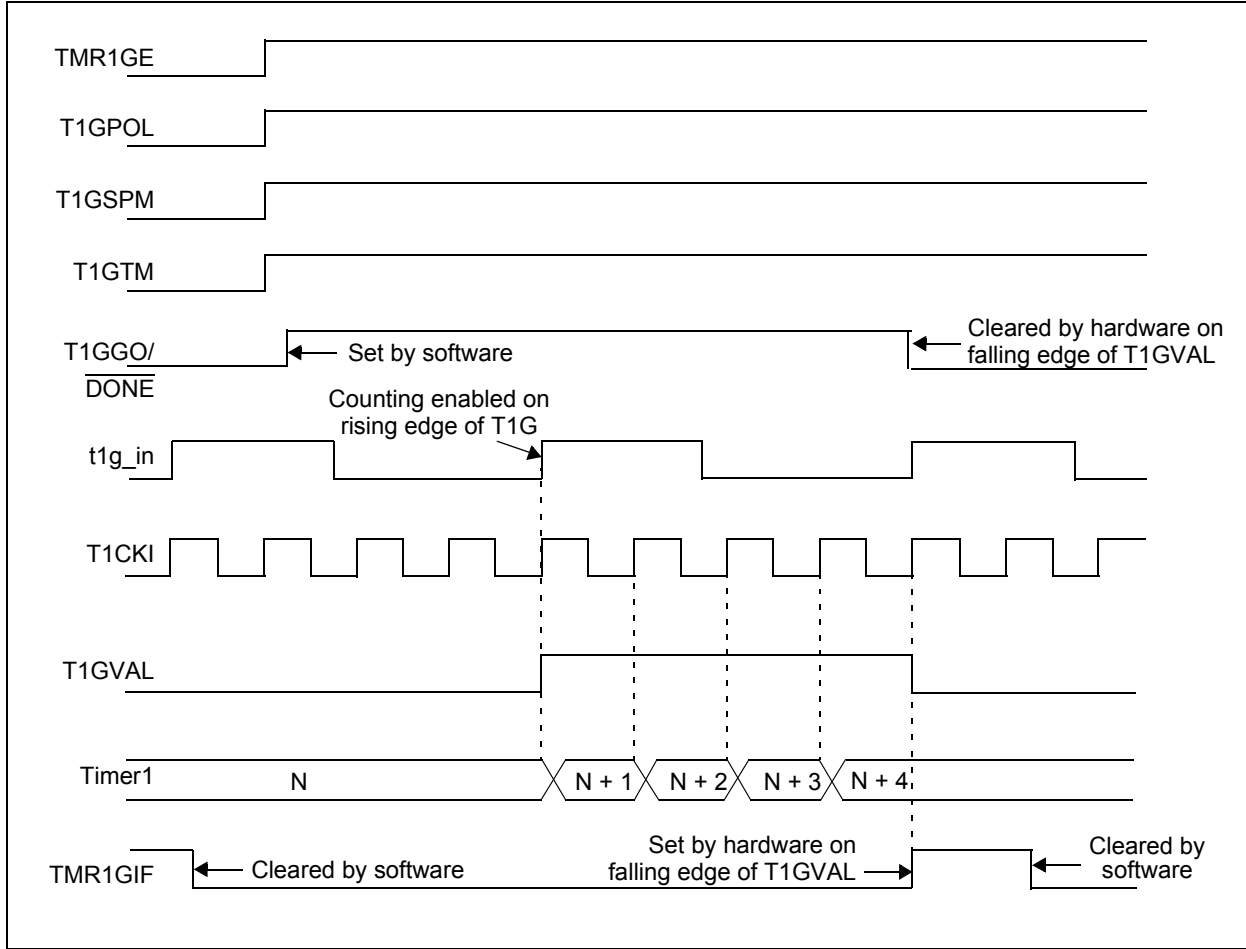 TMR1GE
T1GPOL
T1GSPM
T1GTM
T1GGO/
DONE
Set by software
Cleared by hardware on
falling edge of T1GVAL
Counting enabled on
rising edge of T1G
t1g_in
T1CKI
T1GVAL
Timer1
N
N + 1
N + 2
N + 3
N + 4
TMR1GIF
Cleared by software
Set by hardware on
falling edge of T1GVAL
Cleared by
software